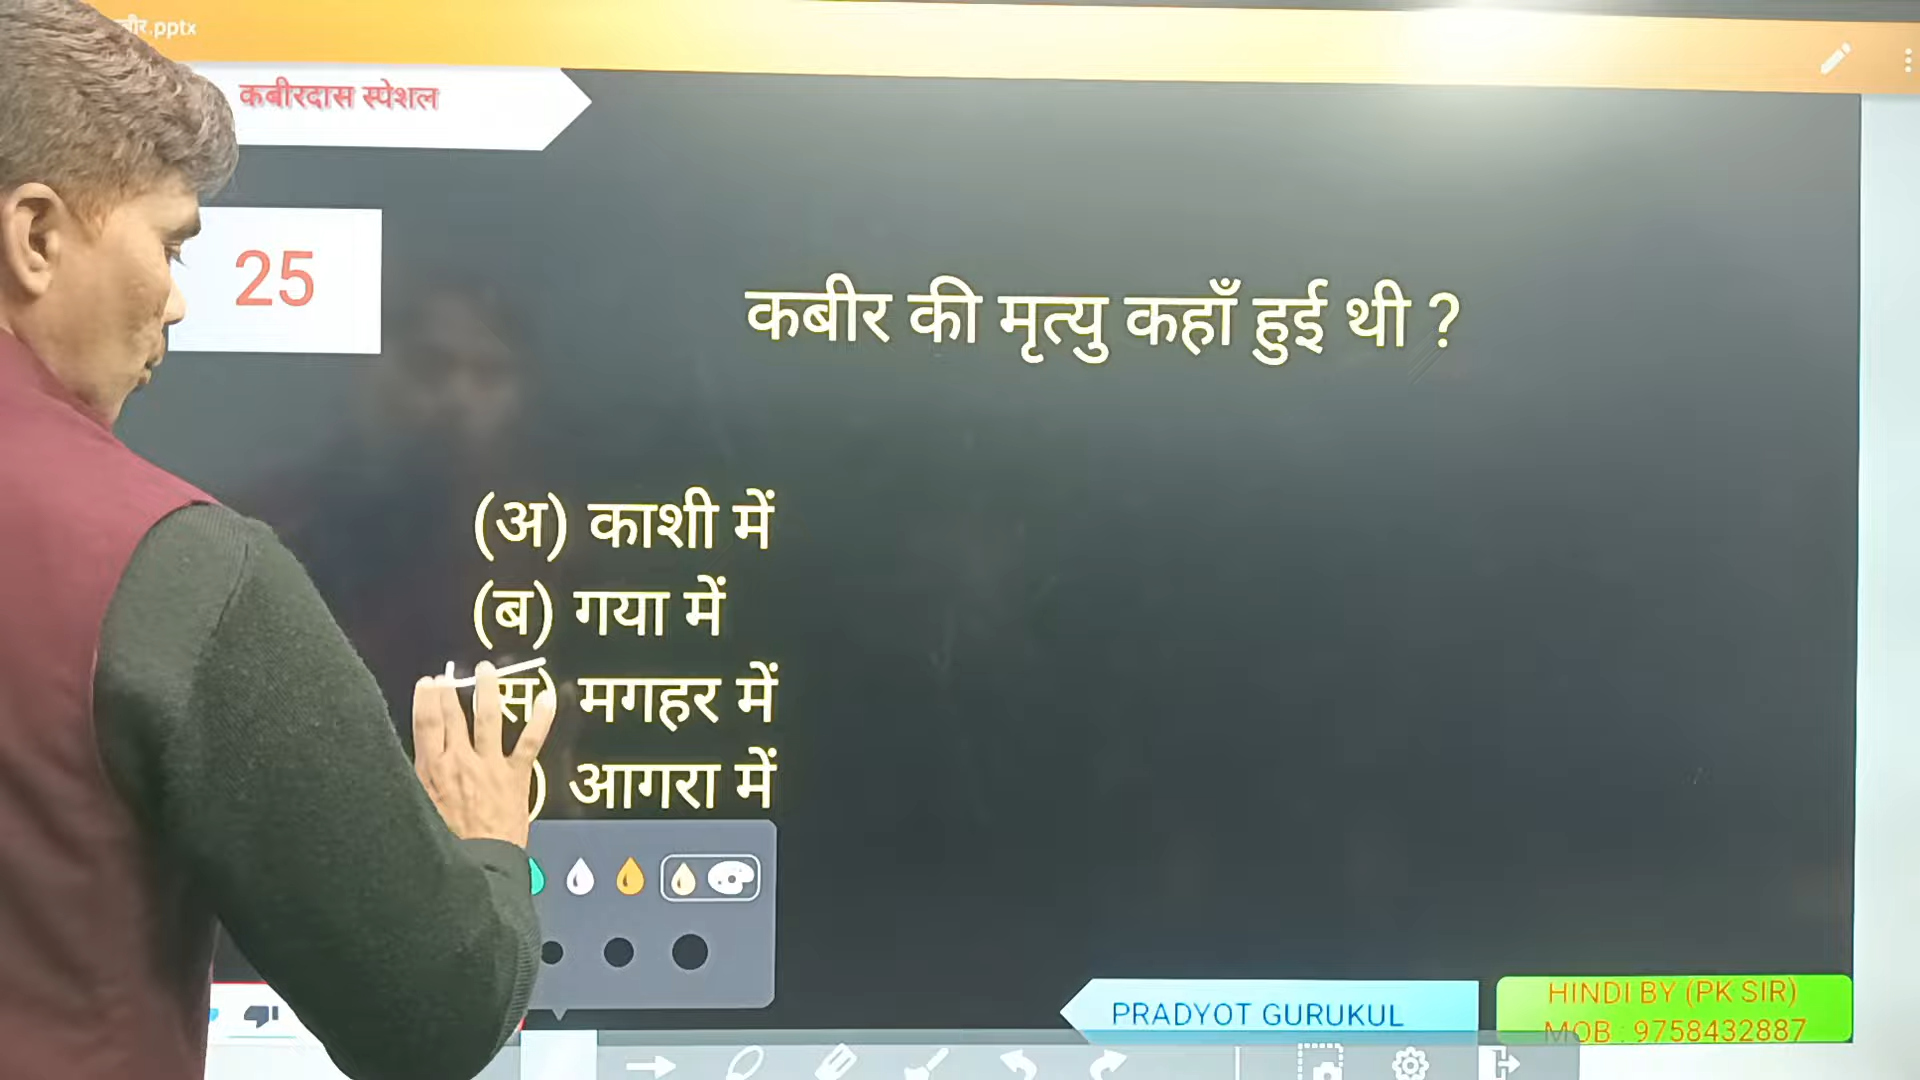 .pptx
कबीरदास स्पेशल
25
कबीर की मृत्यु कहाँ हुई थी ?
(अ) काशी में
(ब) गया में
(स) मगहर में
) आगरा में
PRADYOT GURUKUL
HINDI BY (PK SIR)
MOB : 9758432887